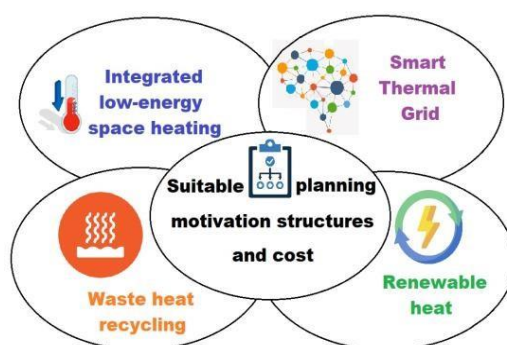 Integrated
low-energy
space heating
Smart
Thermal
Grid
Suitable planning
motivation structures
and cost
Waste heat
recycling
Renewable
heat